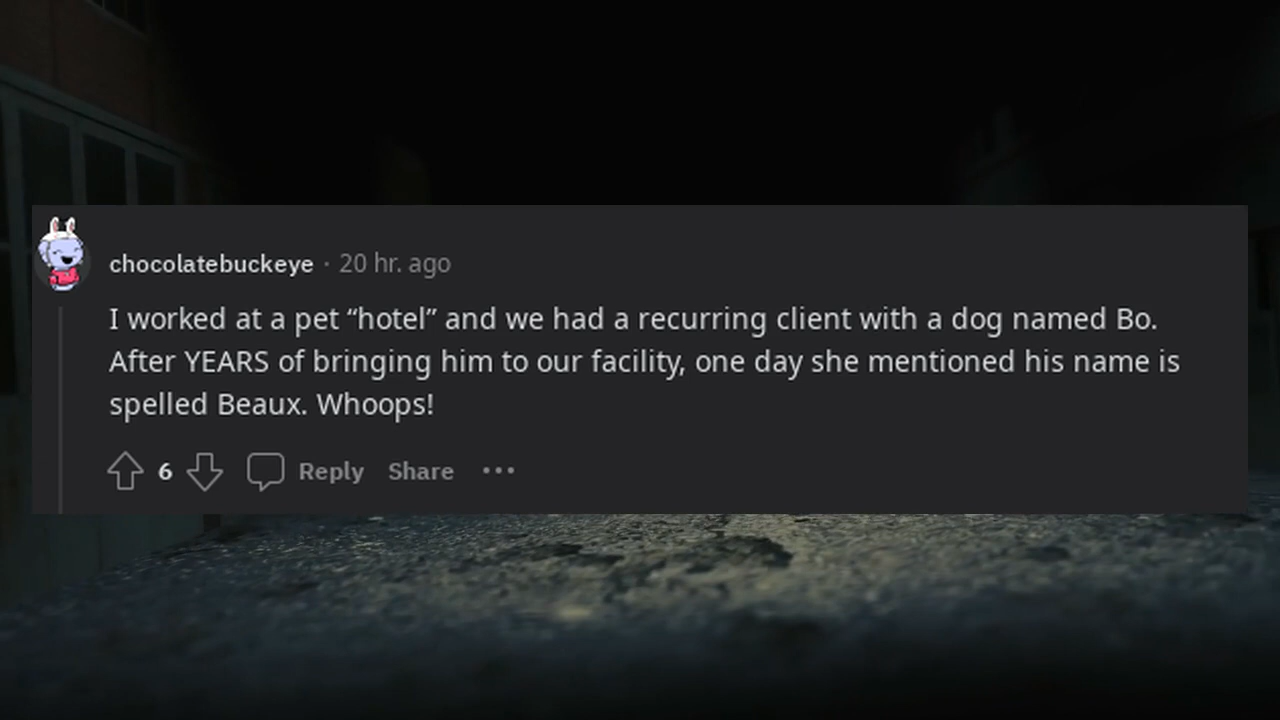 chocolatebuckeye · 20 hr. ago
I worked at a pet “hotel” and we had a recurring client with a dog named Bo.
After YEARS of bringing him to our facility, one day she mentioned his name is
spelled Beaux. Whoops!
6 Reply Share •••